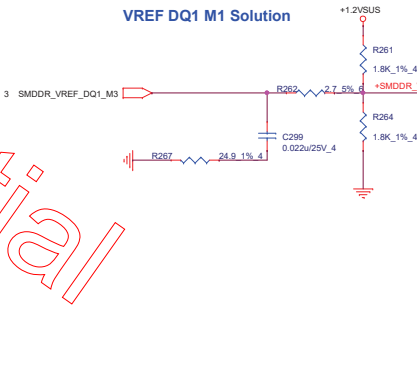 VREF DQ1 M1 Solution
+1.2VSUS
R261
1.8K_1%_4
3 SMDDR_VREF_DQ1_M3
R262 2.7_5%_6
+SMDDR_
R264
1.8K_1%_4
C299
0.022u/25V_4
R267 24.9_1%_4
ial